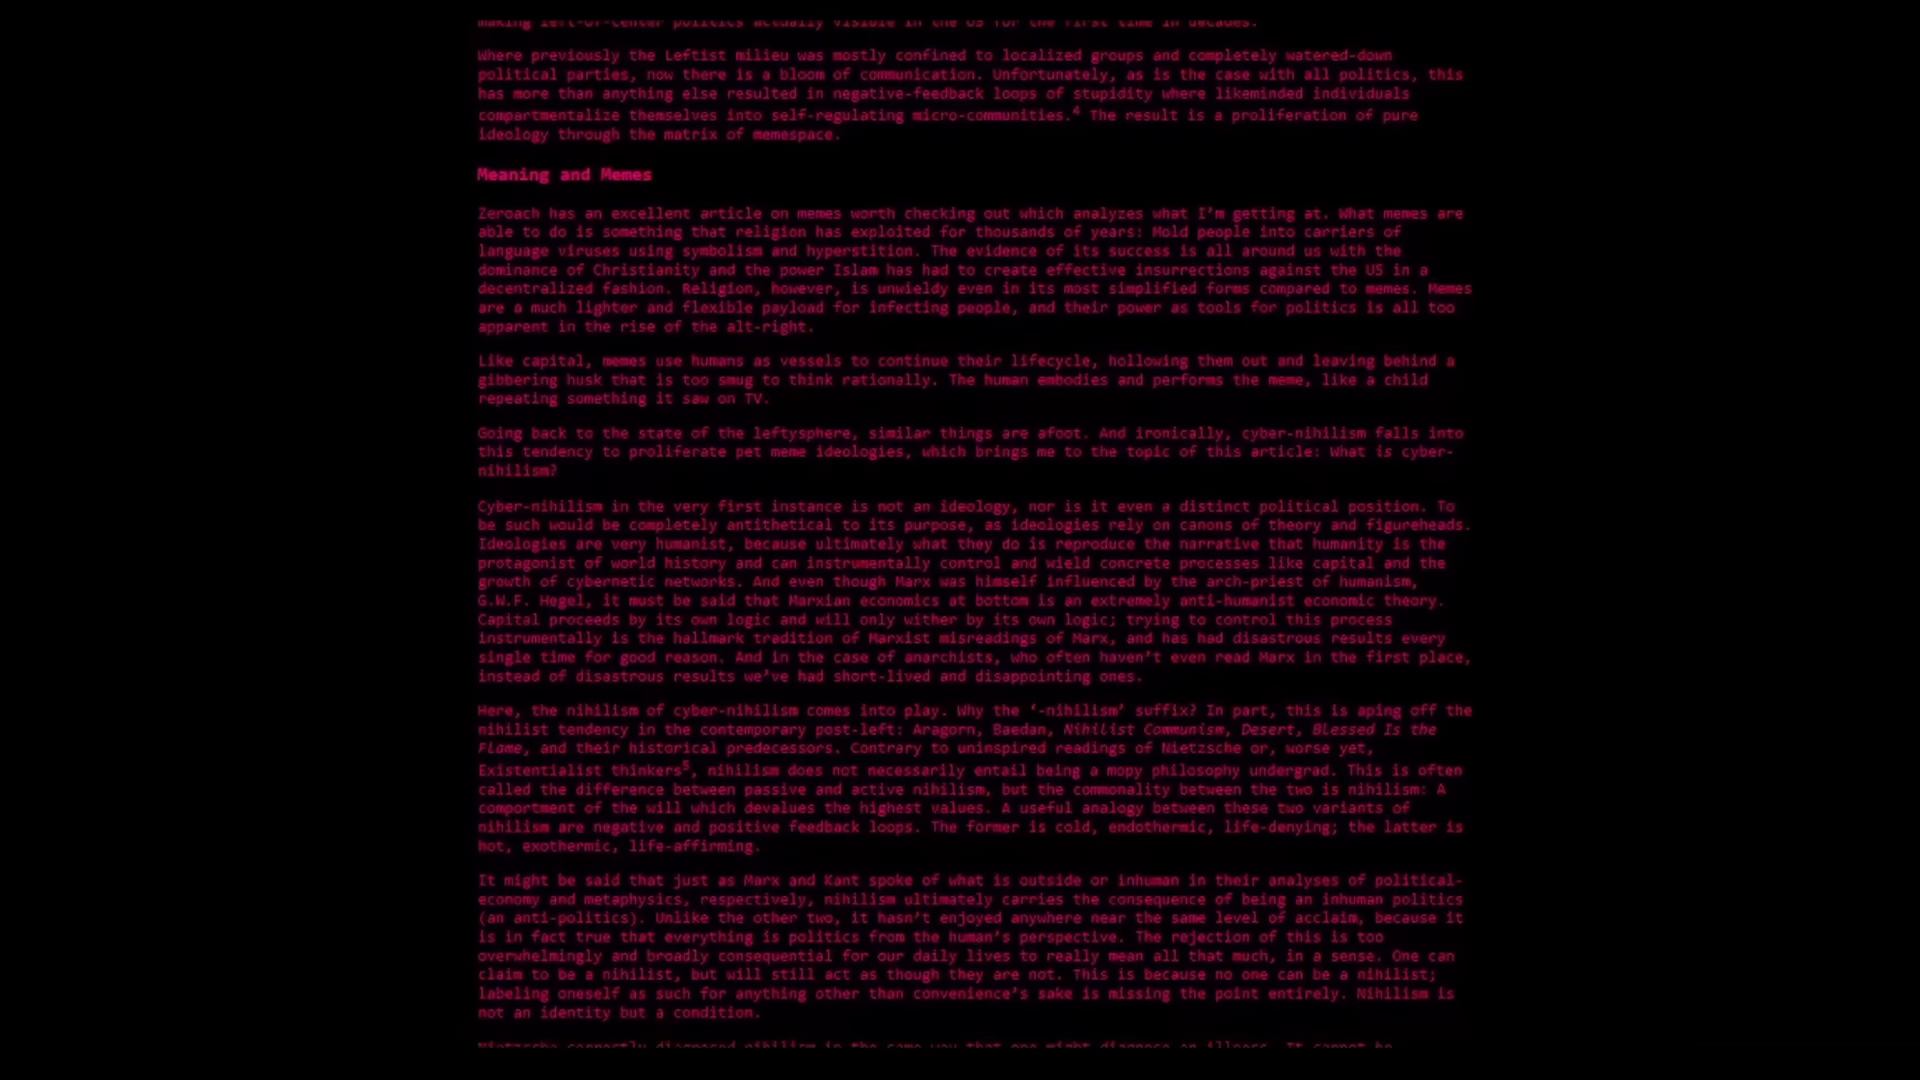 making left-of-center politics actually visible in the US for the first time in decades.
Where previously the Leftist milieu was mostly confined to localized groups and completely watered-down
political parties, now there is a bloom of communication. Unfortunately, as is the case with all politics, this
has more than anything else resulted in negative-feedback loops of stupidity where likeminded individuals
compartmentalize themselves into self-regulating micro-communities.4 The result is a proliferation of pure
ideology through the matrix of memespace.
Meaning and Memes
Zeroach has an excellent article on memes worth checking out which analyzes what I’m getting at. What memes are
able to do is something that religion has exploited for thousands of years: Mold people into carriers of
language viruses using symbolism and hyperstition. The evidence of its success is all around us with the
dominance of Christianity and the power Islam has had to create effective insurrections against the US in a
decentralized fashion. Religion, however, is unwieldy even in its most simplified forms compared to memes. Memes
are a much lighter and flexible payload for infecting people, and their power as tools for politics is all too
apparent in the rise of the alt-right.
Like capital, memes use humans as vessels to continue their lifecycle, hollowing them out and leaving behind a
gibbering husk that is too smug to think rationally. The human embodies and performs the meme, like a child
repeating something it saw on TV.
Going back to the state of the leftysphere, similar things are afoot. And ironically, cyber-nihilism falls into
this tendency to proliferate pet meme ideologies, which brings me to the topic of this article: What is cyber-
nihilism?
Cyber-nihilism in the very first instance is not an ideology, nor is it even a distinct political position. To
be such would be completely antithetical to its purpose, as ideologies rely on canons of theory and figureheads.
Ideologies are very humanist, because ultimately what they do is reproduce the narrative that humanity is the
protagonist of world history and can instrumentally control and wield concrete processes like capital and the
growth of cybernetic networks. And even though Marx was himself influenced by the arch-priest of humanism,
G.W.F. Hegel, it must be said that Marxian economics at bottom is an extremely anti-humanist economic theory.
Capital proceeds by its own logic and will only wither by its own logic; trying to control this process
instrumentally is the hallmark tradition of Marxist misreadings of Marx, and has had disastrous results every
single time for good reason. And in the case of anarchists, who often haven’t even read Marx in the first place,
instead of disastrous results we’ve had short-lived and disappointing ones.
Here, the nihilism of cyber-nihilism comes into play. Why the ‘-nihilism’ suffix? In part, this is aping off the
nihilist tendency in the contemporary post-left: Aragorn, Baedan, Nihilist Communism, Desert, Blessed Is the
Flame, and their historical predecessors. Contrary to uninspired readings of Nietzsche or, worse yet,
Existentialist thinkers5, nihilism does not necessarily entail being a mopy philosophy undergrad. This is often
called the difference between passive and active nihilism, but the commonality between the two is nihilism: A
comportment of the will which devalues the highest values. A useful analogy between these two variants of
nihilism are negative and positive feedback loops. The former is cold, endothermic, life-denying; the latter is
hot, exothermic, life-affirming.
It might be said that just as Marx and Kant spoke of what is outside or inhuman in their analyses of political-
economy and metaphysics, respectively, nihilism ultimately carries the consequence of being an inhuman politics
(an anti-politics). Unlike the other two, it hasn’t enjoyed anywhere near the same level of acclaim, because it
is in fact true that everything is politics from the human’s perspective. The rejection of this is too
overwhelmingly and broadly consequential for our daily lives to really mean all that much, in a sense. One can
claim to be a nihilist, but will still act as though they are not. This is because no one can be a nihilist;
labeling oneself as such for anything other than convenience’s sake is missing the point entirely. Nihilism is
not an identity but a condition.
Nietzsche correctly diagnosed nihilism in the same way that one might diagnose an illness. It cannot be